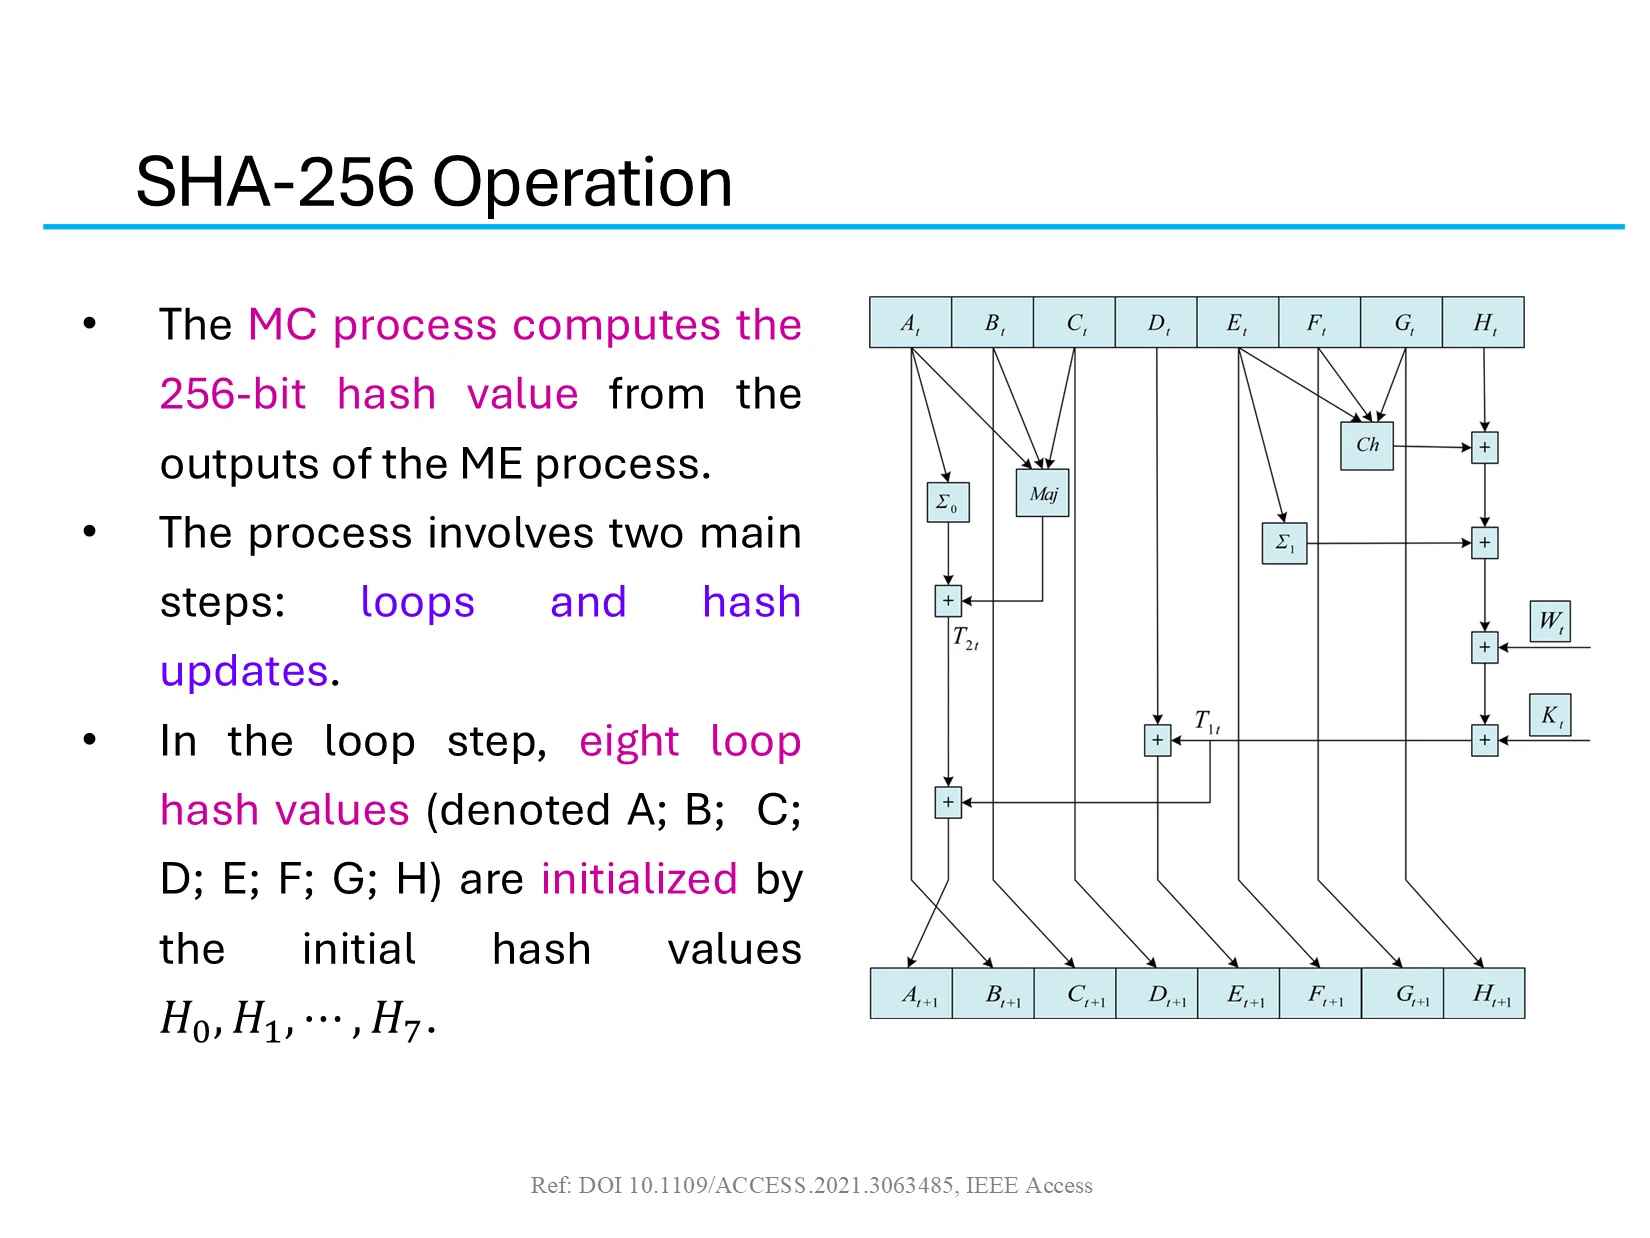 SHA-256 Operation
• The MC process computes the
256-bit hash value from the
outputs of the ME process.
• The process involves two main
steps: loops and hash
updates.
• In the loop step, eight loop
hash values (denoted A; B; C;
D; E; F; G; H) are initialized by
the initial hash values
H₀, H₁, ⋯ , H₇.
Aₜ Bₜ Cₜ Dₜ Eₜ Fₜ Gₜ Hₜ
Ch
+
Maj
Σ₀
Σ₁
+
+
T₂ₜ
Wₜ
+
Kₜ
T₁ₜ
+
+
+
Aₜ₊₁ Bₜ₊₁ Cₜ₊₁ Dₜ₊₁ Eₜ₊₁ Fₜ₊₁ Gₜ₊₁ Hₜ₊₁
Ref: DOI 10.1109/ACCESS.2021.3063485, IEEE Access